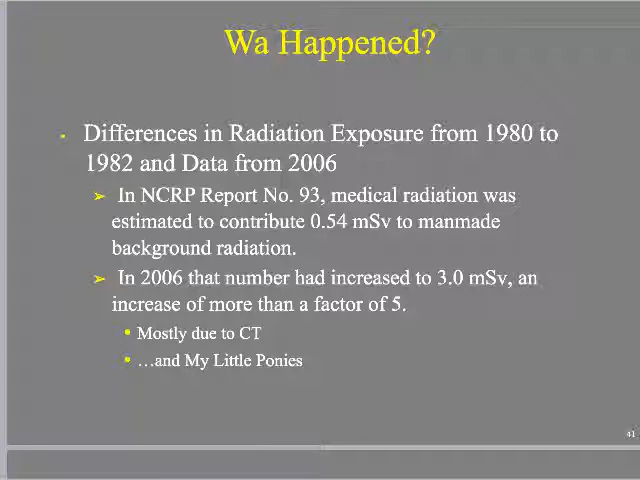 Wa Happened?
Differences in Radiation Exposure from 1980 to
1982 and Data from 2006
In NCRP Report No. 93, medical radiation was
estimated to contribute 0.54 mSv to manmade
background radiation.
In 2006 that number had increased to 3.0 mSv, an
increase of more than a factor of 5.
Mostly due to CT
…and My Little Ponies
41